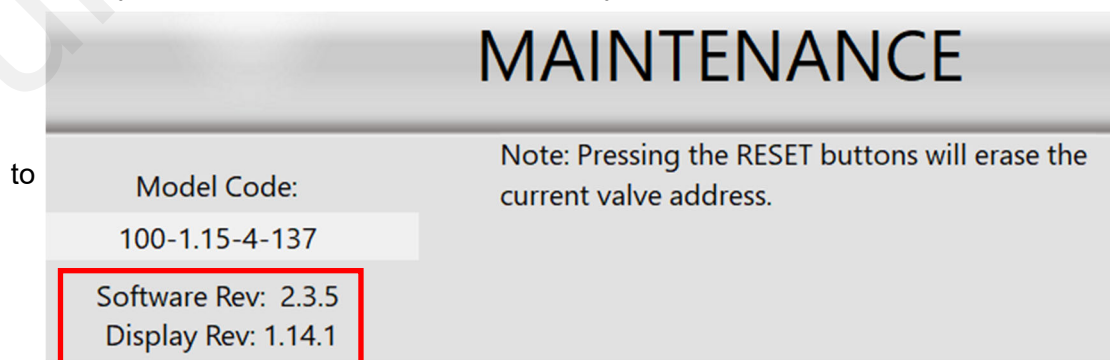 MAINTENANCE
to
Note: Pressing the RESET buttons will erase the
current valve address.
Model Code:
100-1.15-4-137
Software Rev: 2.3.5
Display Rev: 1.14.1